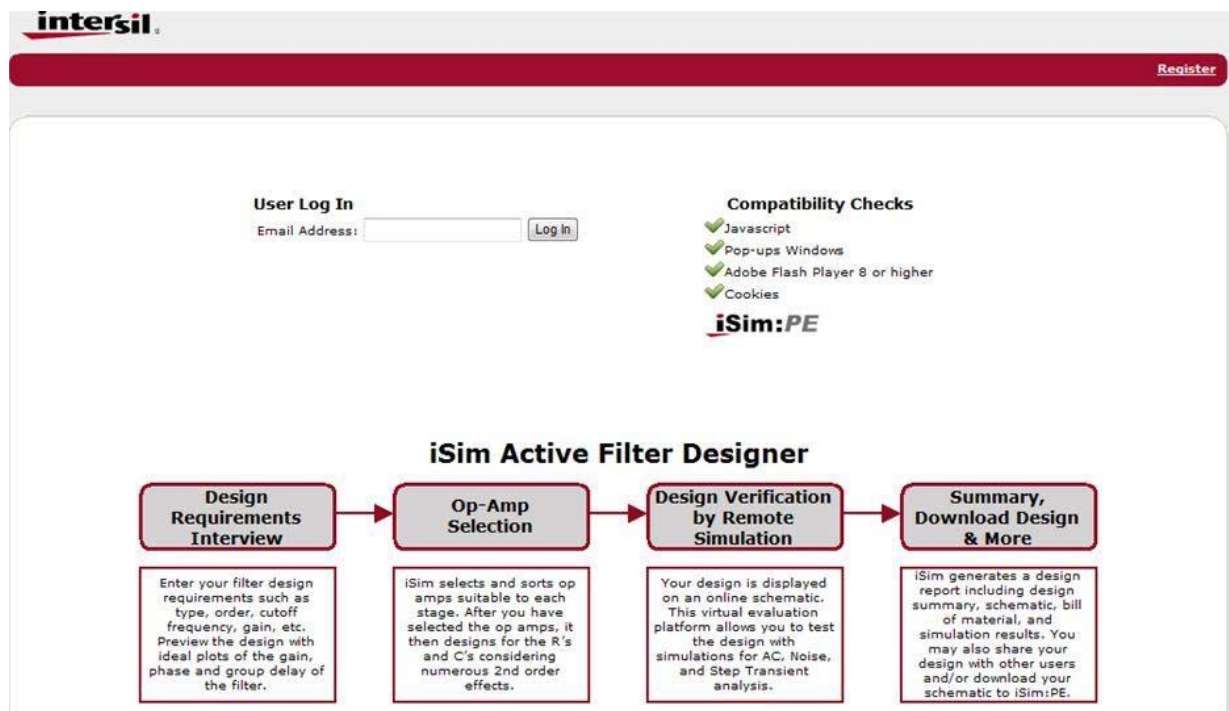 intersil
Register
User Log In
Email Address:
Log In
Compatibility Checks
Javascript
Pop-ups Windows
Adobe Flash Player 8 or higher
Cookies
iSim:PE
iSim Active Filter Designer
Design
Requirements
Interview
Enter your filter design
requirements such as
type, order, cutoff
frequency, gain, etc.
Preview the design with
ideal plots of the gain,
phase and group delay of
the filter.
Op-Amp
Selection
iSim selects and sorts op
amps suitable to each
stage. After you have
selected the op amps, it
then designs for the R's
and C's considering
numerous 2nd order
effects.
Design Verification
by Remote
Simulation
Your design is displayed
on an online schematic.
This virtual evaluation
platform allows you to test
the design with
simulations for AC, Noise,
and Step Transient
analysis.
Summary,
Download Design
& More
iSim generates a design
report including design
summary, schematic, bill
of material, and
simulation results. You
may also share your
design with other users
and/or download your
schematic to iSim:PE.